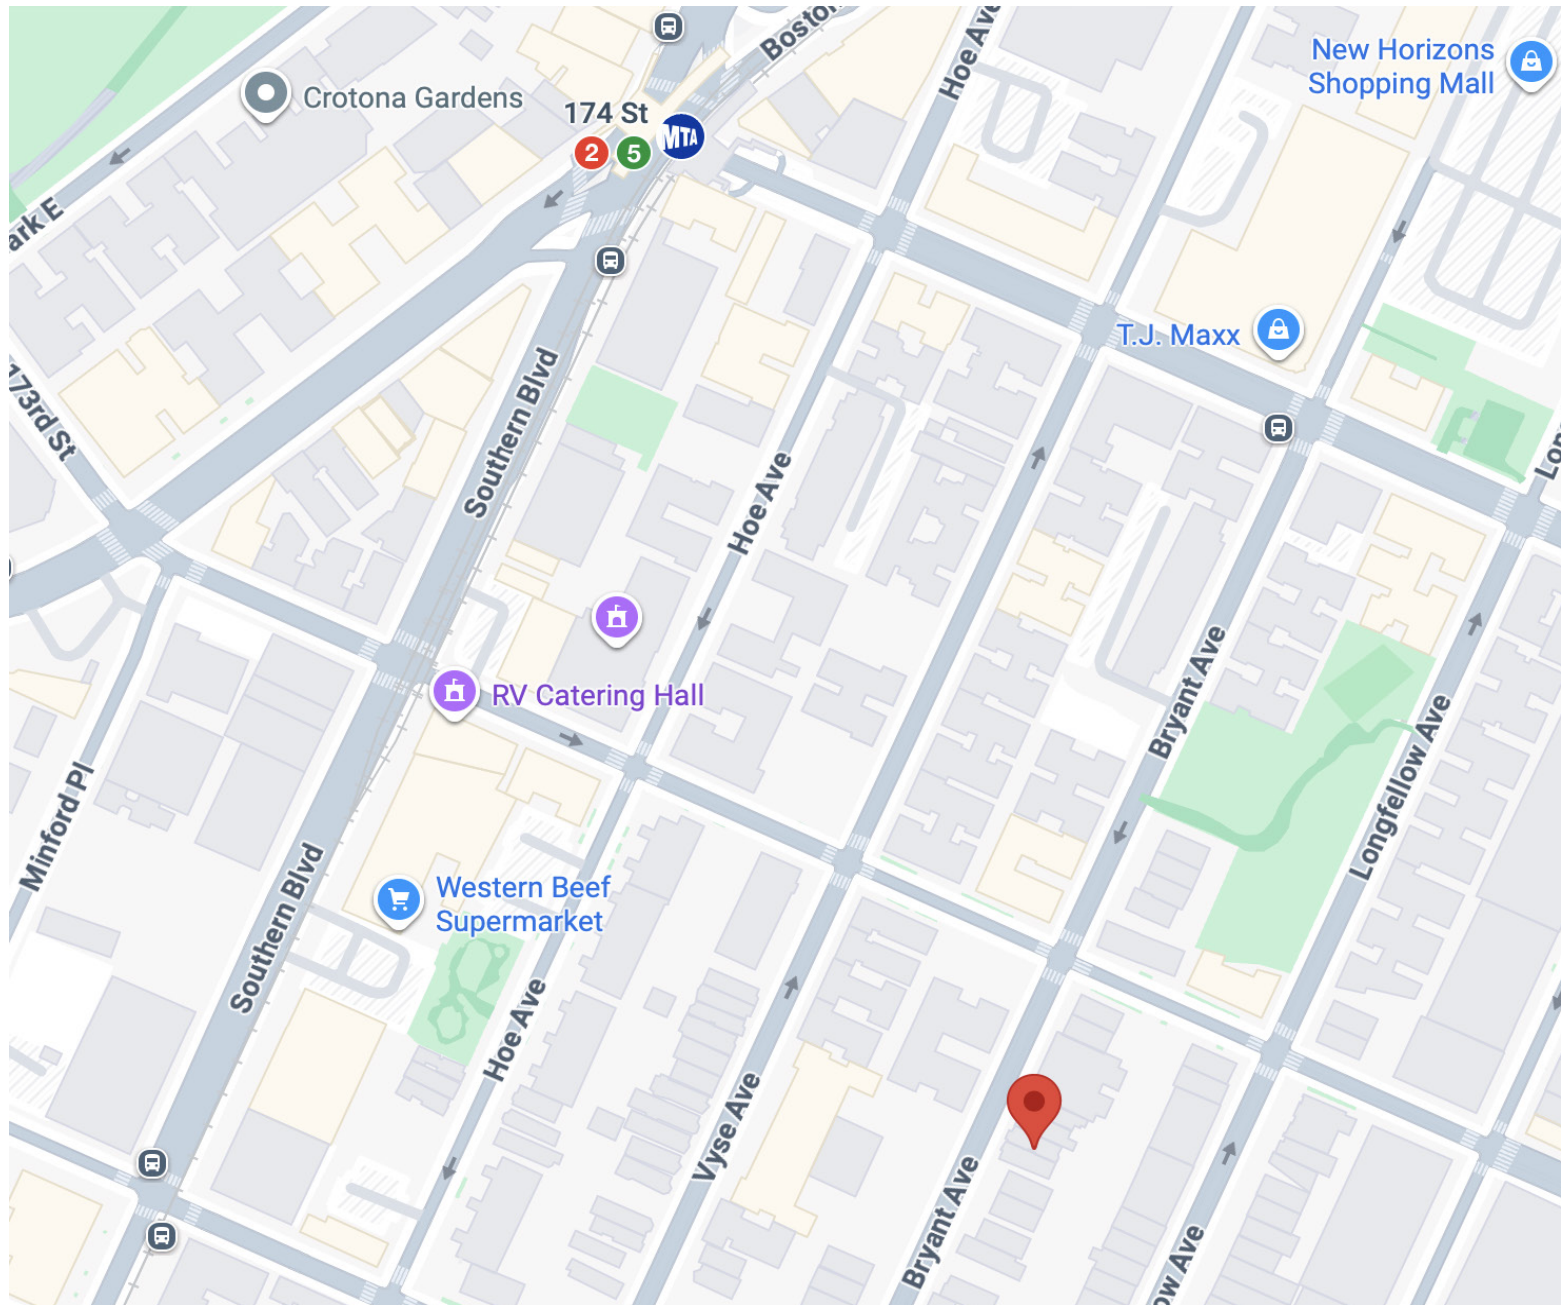 Boston
Hoe Ave
New Horizons
Shopping Mall
Crotona Gardens
174 St
2
5
MTA
ark E
T.J. Maxx
173rd St
Southern Blvd
Hoe Ave
Lon
Bryant Ave
RV Catering Hall
Longfellow Ave
Minford Pl
Southern Blvd
Western Beef
Supermarket
Hoe Ave
Vyse Ave
Bryant Ave
ow Ave